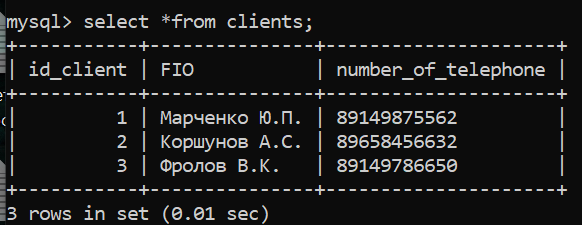 mysql> select *from clients;
+-----------+--------------+---------------------+
| id_client | FIO          | number_of_telephone |
+-----------+--------------+---------------------+
|         1 | Марченко Ю.П. | 89149875562         |
|         2 | Коршунов А.С. | 89658456632         |
|         3 | Фролов В.К.  | 89149786650         |
+-----------+--------------+---------------------+
3 rows in set (0.01 sec)